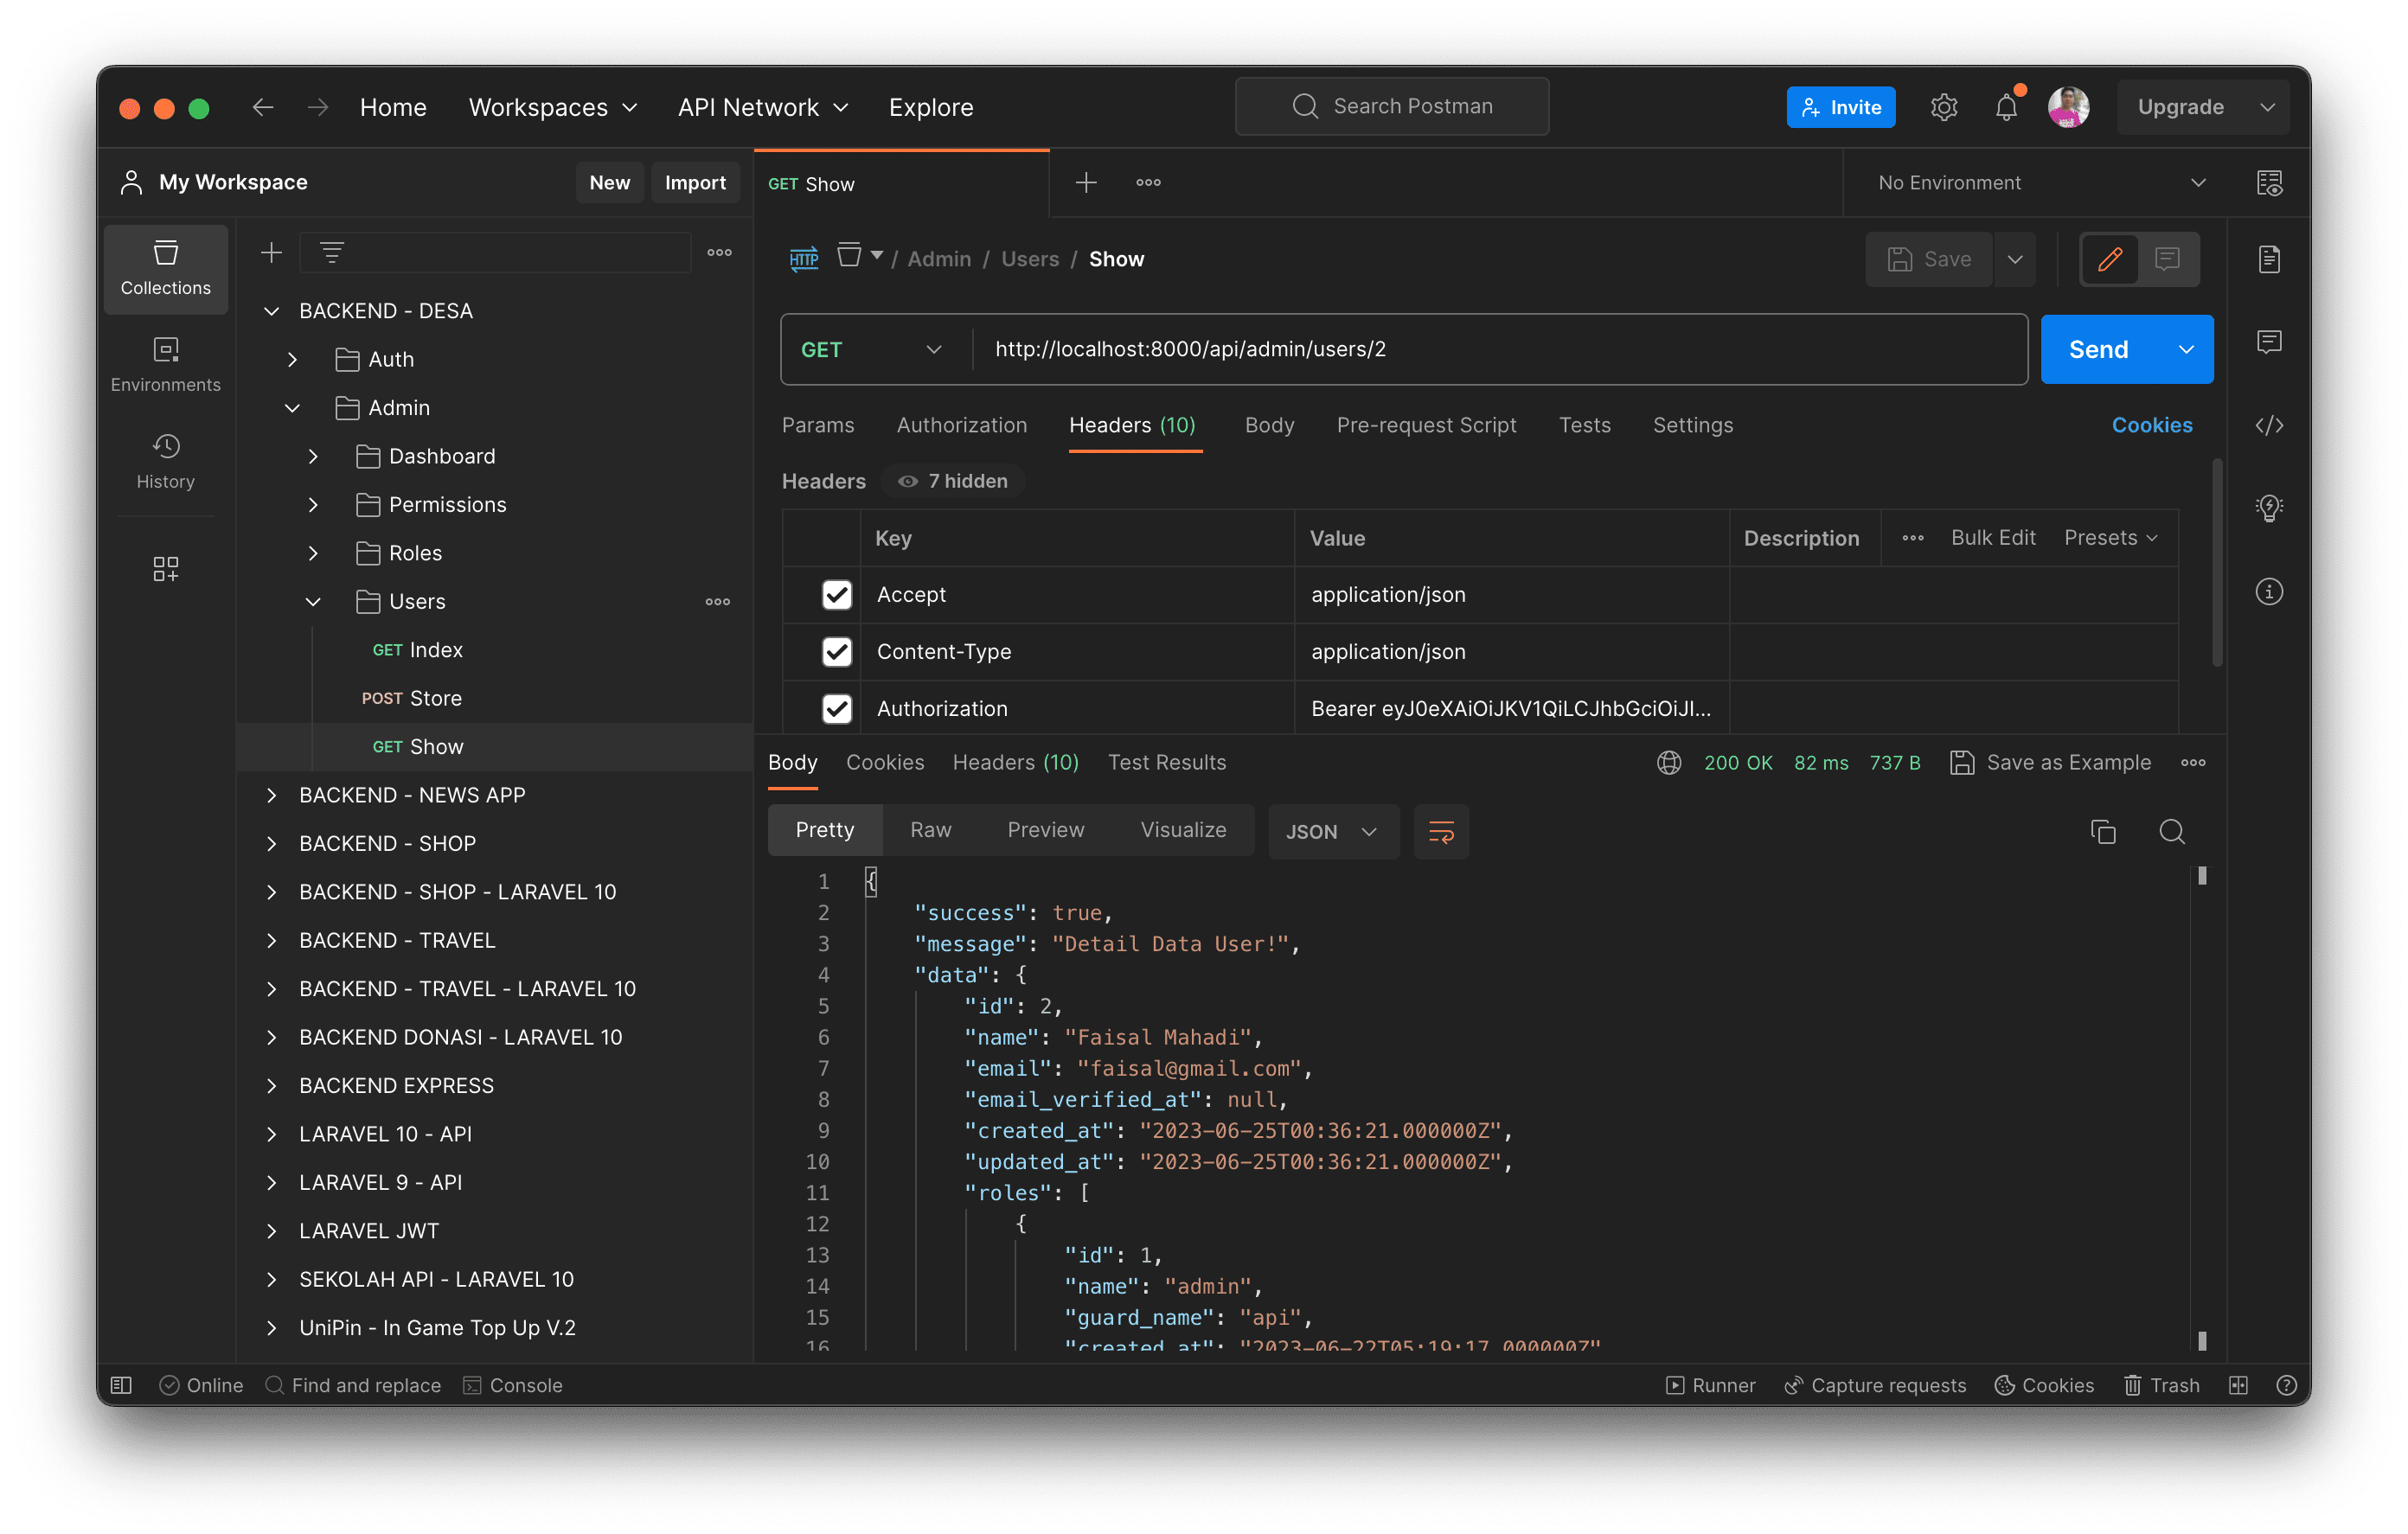 Home Workspaces API Network Explore Search Postman Invite Upgrade
My Workspace New Import
GET Show No Environment
Collections
Environments
History
BACKEND - DESA
Auth
Admin
Dashboard
Permissions
Roles
Users
GET Index
POST Store
GET Show
BACKEND - NEWS APP
BACKEND - SHOP
BACKEND - SHOP - LARAVEL 10
BACKEND - TRAVEL
BACKEND - TRAVEL - LARAVEL 10
BACKEND DONASI - LARAVEL 10
BACKEND EXPRESS
LARAVEL 10 - API
LARAVEL 9 - API
LARAVEL JWT
SEKOLAH API - LARAVEL 10
UniPin - In Game Top Up V.2
HTTP / Admin / Users / Show Save
GET http://localhost:8000/api/admin/users/2 Send
Params Authorization Headers (10) Body Pre-request Script Tests Settings Cookies
Headers 7 hidden
Key Value Description Bulk Edit Presets
Accept application/json
Content-Type application/json
Authorization Bearer eyJ0eXAiOiJKV1QiLCJhbGciOiJI...
Body Cookies Headers (10) Test Results 200 OK 82 ms 737 B Save as Example
Pretty Raw Preview Visualize JSON
1 {
2 "success": true,
3 "message": "Detail Data User!",
4 "data": {
5 "id": 2,
6 "name": "Faisal Mahadi",
7 "email": "faisal@gmail.com",
8 "email_verified_at": null,
9 "created_at": "2023-06-25T00:36:21.000000Z",
10 "updated_at": "2023-06-25T00:36:21.000000Z",
11 "roles": [
12 {
13 "id": 1,
14 "name": "admin",
15 "guard_name": "api",
16 "created_at": "2023-06-22T05:19:17.000000Z"
Online Find and replace Console Runner Capture requests Cookies Trash